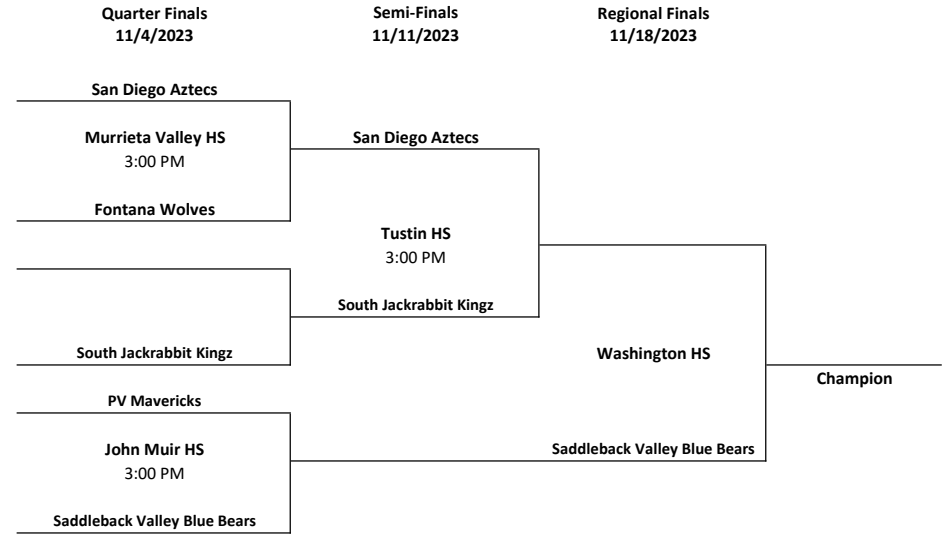 Quarter Finals
11/4/2023
Semi-Finals
11/11/2023
Regional Finals
11/18/2023
San Diego Aztecs
Murrieta Valley HS
3:00 PM
San Diego Aztecs
Fontana Wolves
Tustin HS
3:00 PM
South Jackrabbit Kingz
South Jackrabbit Kingz
Washington HS
Champion
PV Mavericks
John Muir HS
3:00 PM
Saddleback Valley Blue Bears
Saddleback Valley Blue Bears